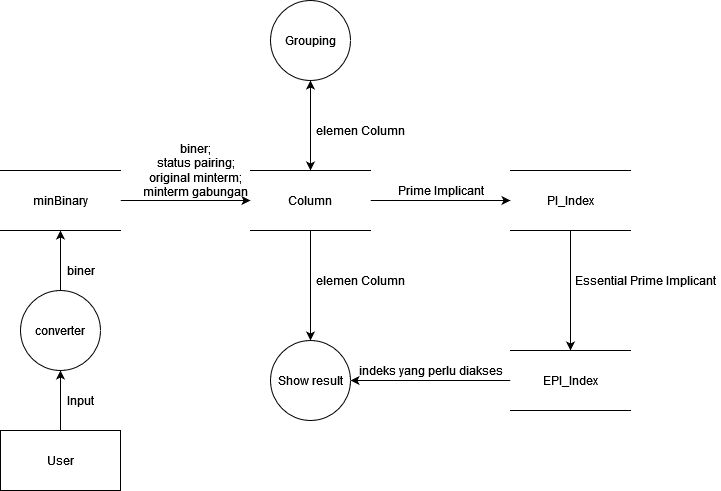 Grouping
elemen Column
biner;
status pairing;
original minterm;
minterm gabungan
minBinary
Column
Prime Implicant
PI_Index
biner
elemen Column
Essential Prime Implicant
converter
Show result
indeks yang perlu diakses
EPI_Index
Input
User